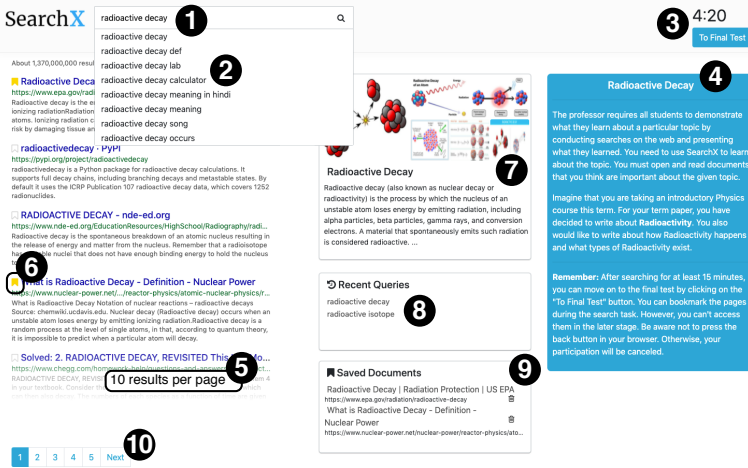 SearchX
radioactive decay
1
radioactive decay
radioactive decay def
radioactive decay lab
radioactive decay calculator
radioactive decay meaning in hindi
radioactive decay meaning
radioactive decay song
radioactive decay occurs
2
3
4:20
To Final Test
About 1,370,000,000
Radioactive
https://www.epa.gov/
Radioactive decay is the
ionizing
atoms. Ionizing radiation
risk by damaging tissue
radioactivedecay · PyPI
https://pypi.org/project/radioactivedecay
radioactivedecay is a Python package for radioactive decay calculations. It
supports full decay chains, including branching decays and metastable states. By
default it uses the ICRP Publication 107 radioactive decay data, which covers 1252
radionuclides.
RADIOACTIVE DECAY - nde-ed.org
https://www.nde-ed.org/EducationResources/HighSchool/Radiography/radi...
Radioactive decay is the spontaneous breakdown of an atomic nucleus resulting in
the release of energy and matter from the nucleus. Remember that a radioisotope
nuclei that does not have enough binding energy to hold the nucleus
6
What is Radioactive Decay - Definition - Nuclear Power
https://www.nuclear-power.net/.../reactor-physics/atomic-nuclear-physics/r...
What is Radioactive Decay Notation of nuclear reactions – radioactive decays
Source: chemwiki.ucdavis.edu. Nuclear decay (Radioactive decay) occurs when an
unstable atom loses energy by emitting ionizing radiation.Radioactive decay is a
random process at the level of single atoms, in that, according to quantum theory,
it is impossible to predict when a particular atom will decay.
Solved: 2. RADIOACTIVE DECAY, REVISITED This
https://www.chegg.com/homework-help/questions-and-answers
RADIOACTIVE DECAY,
in your textbook. Consider
10 results per page
5
1 2 3 4 5 Next
10
Radioactive Decay
7
Radioactive decay (also known as nuclear decay or
radioactivity) is the process by which the nucleus of an
unstable atom loses energy by emitting radiation, including
alpha particles, beta particles, gamma rays, and conversion
electrons. A material that spontaneously emits such radiation
is considered radioactive. ...
Recent Queries
radioactive decay
radioactive isotope
8
Saved Documents
9
Radioactive Decay | Radiation Protection | US EPA
https://www.epa.gov/radiation/radioactive-decay
What is Radioactive Decay - Definition -
Nuclear Power
https://www.nuclear-power.net/nuclear-power/reactor-physics/ato...
Radioactive Decay
4
The professor requires all students to demonstrate
what they learn about a particular topic by
conducting searches on the web and presenting
what they learned. You need to use SearchX to learn
about the topic. You must open and read documents
that you think are important about the given topic.
Imagine that you are taking an introductory Physics
course this term. For your term paper, you have
decided to write about Radioactivity. You also
would like to write about how Radioactivity happens
and what types of Radioactivity exist.
Remember: After searching for at least 15 minutes,
you can move on to the final test by clicking on the
"To Final Test" button. You can bookmark the pages
during the search task. However, you can't access
them in the later stage. Be aware not to press the
back button in your browser. Otherwise, your
participation will be canceled.